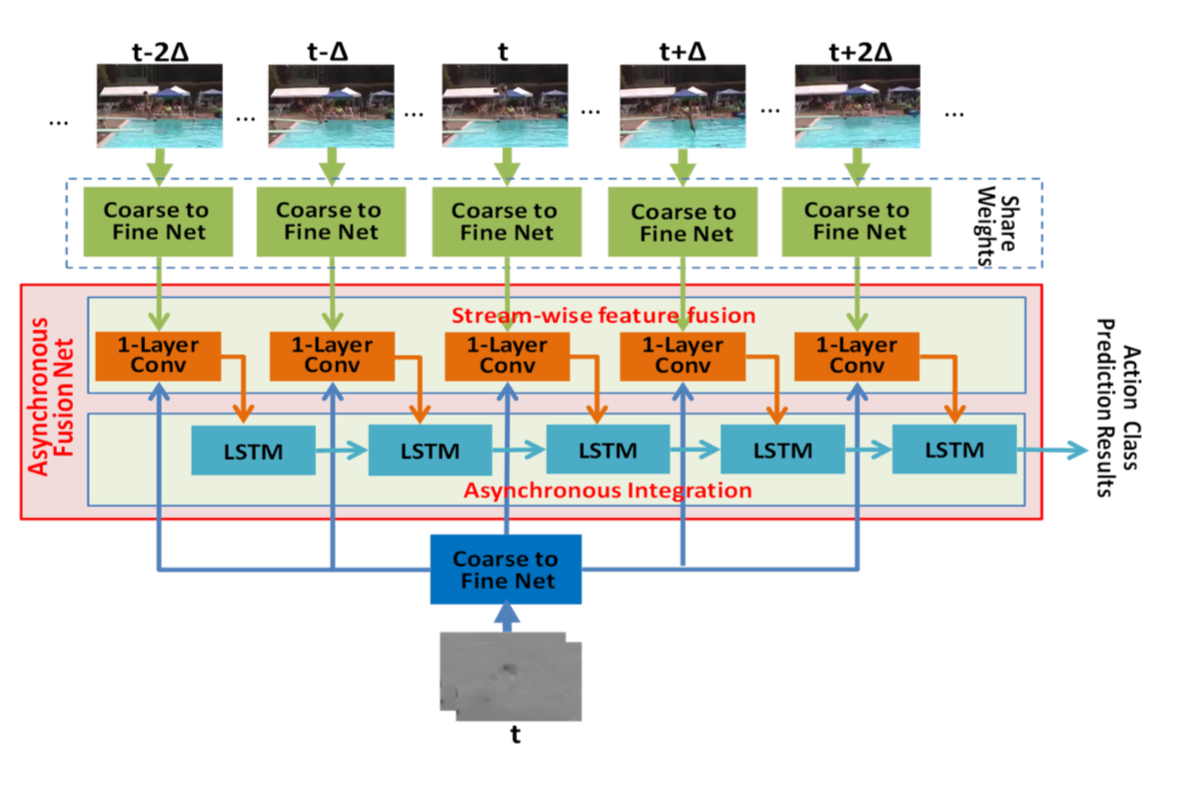 t-2Δ
t-Δ
t
t+Δ
t+2Δ
...
...
...
...
...
...
Coarse to
Fine Net
Coarse to
Fine Net
Coarse to
Fine Net
Coarse to
Fine Net
Coarse to
Fine Net
Share
Weights
Asynchronous
Fusion Net
Stream-wise feature fusion
1-Layer
Conv
1-Layer
Conv
1-Layer
Conv
1-Layer
Conv
1-Layer
Conv
LSTM
LSTM
LSTM
LSTM
LSTM
Asynchronous Integration
Action Class
Prediction Results
Coarse to
Fine Net
t